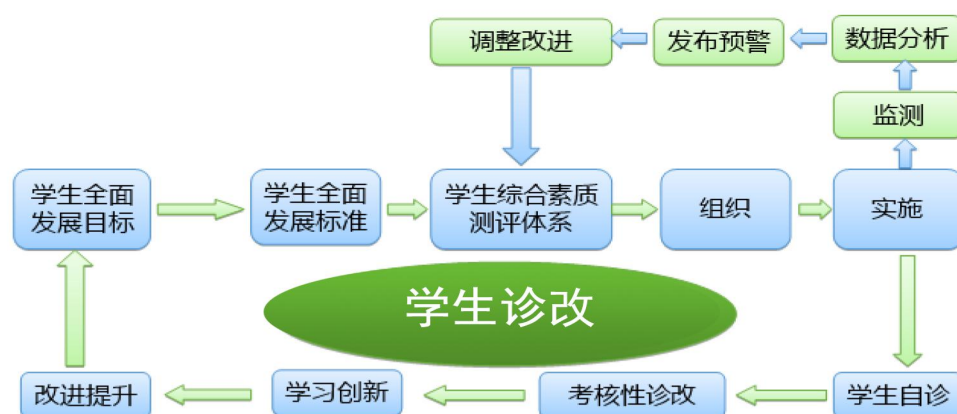 调整改进
发布预警
数据分析
监测
学生全面
发展目标
学生全面
发展标准
学生综合素质
测评体系
组织
实施
学生诊改
改进提升
学习创新
考核性诊改
学生自诊